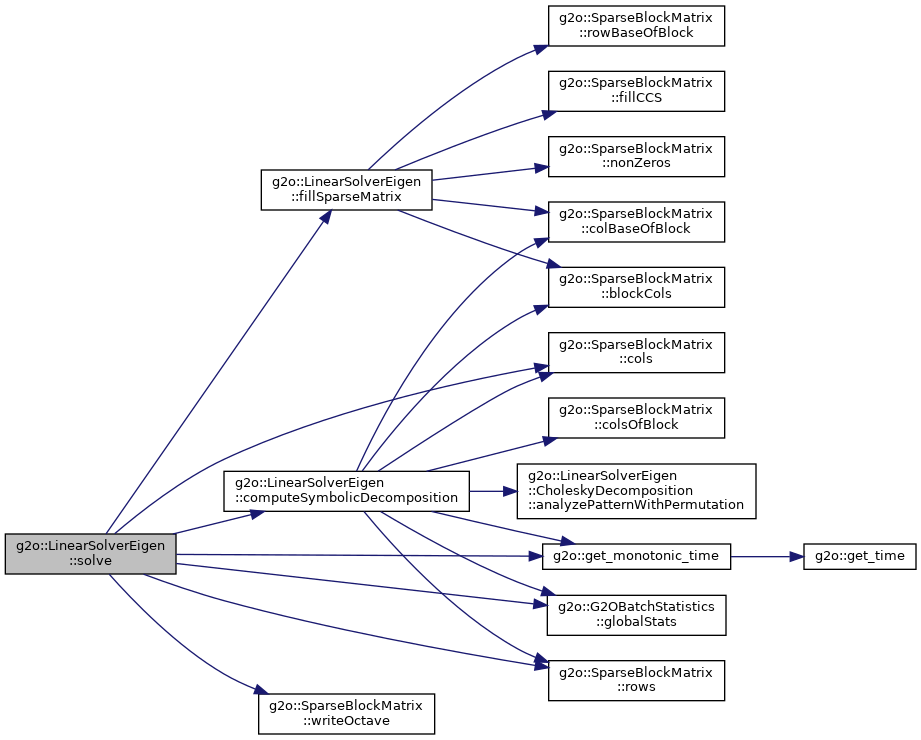 g2o::SparseBlockMatrix
::rowBaseOfBlock
g2o::SparseBlockMatrix
::fillCCS
g2o::SparseBlockMatrix
::nonZeros
g2o::LinearSolverEigen
::fillSparseMatrix
g2o::SparseBlockMatrix
::colBaseOfBlock
g2o::SparseBlockMatrix
::blockCols
g2o::SparseBlockMatrix
::cols
g2o::SparseBlockMatrix
::colsOfBlock
g2o::LinearSolverEigen
::computeSymbolicDecomposition
g2o::LinearSolverEigen
::CholeskyDecomposition
::analyzePatternWithPermutation
g2o::LinearSolverEigen
::solve
g2o::get_monotonic_time
g2o::get_time
g2o::G2OBatchStatistics
::globalStats
g2o::SparseBlockMatrix
::rows
g2o::SparseBlockMatrix
::writeOctave